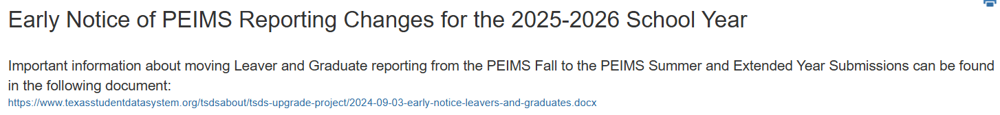 Early Notice of PEIMS Reporting Changes for the 2025-2026 School Year
Important information about moving Leaver and Graduate reporting from the PEIMS Fall to the PEIMS Summer and Extended Year Submissions can be found
in the following document:
https://www.texasstudentdatasystem.org/tsdsabout/tsds-upgrade-project/2024-09-03-early-notice-leavers-and-graduates.docx